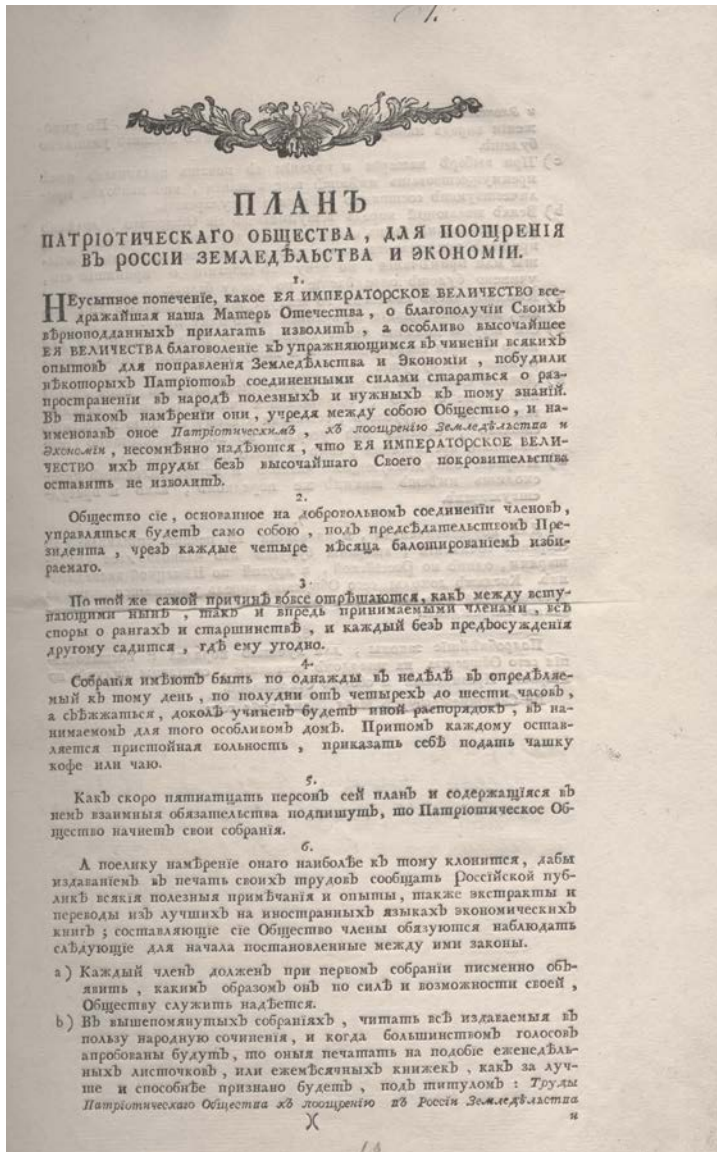 1.
ПЛАНЪ
ПАТРІОТИЧЕСКАГО ОБЩЕСТВА , ДЛЯ ПООЩРЕНІЯ
ВЪ РОССІИ ЗЕМЛЕДѢЛЬСТВА И ЭКОНОМІИ.
1.
НЕусыпное попеченіе, какое ЕЯ ИМПЕРАТОРСКОЕ ВЕЛИЧЕСТВО все-
дражайшая наша Матерь Отечества , о благополучіи Своихъ
вѣрноподданныхъ прилагать изволитъ , а особливо высочайшее
ЕЯ ВЕЛИЧЕСТВА благоволеніе къ упражняющимся въ чиненіи всякихъ
опытовъ для поправленія Земледѣльства и Экономіи , побудили
нѣкоторыхъ Патріотовъ соединенными силами стараться о раз-
пространеніи въ народѣ полезныхъ и нужныхъ къ тому знаній.
Въ такомъ намѣреніи они , учредя между собою Общество, и на-
именовавъ оное Патріотическимъ , къ поощренію Земледѣльства и
Экономіи , несомнѣнно надѣются , что ЕЯ ИМПЕРАТОРСКОЕ ВЕЛИ-
ЧЕСТВО ихъ труды безъ высочайшаго Своего покровительства
оставить не изволитъ.
2.
Общество сіе , основанное на добровольномъ соединеніи членовъ ,
управляться будетъ само собою , подъ предсѣдательствомъ Пре-
зидента , чрезъ каждые четыре мѣсяца балотированіемъ изби-
раемаго.
3.
По той же самой причинѣ вовсе отрѣшаются, какъ между всту-
пающими нынѣ , такъ и впредь принимаемыми членами , всѣ
споры о рангахъ и старшинствѣ , и каждый безъ предъосужденія
другому садится , гдѣ ему угодно.
4.
Собранія имѣютъ быть по однажды въ недѣлѣ въ опредѣляе-
мый къ тому день , по полудни отъ четырехъ до шести часовъ ,
а съѣжжаться , доколѣ учиненъ будетъ иной распорядокъ , въ на-
нимаемомъ для того особливомъ домѣ. Притомъ каждому остав-
ляется пристойная вольность , приказать себѣ подать чашку
кофе или чаю.
5.
Какъ скоро пятнатцать персонъ сей планъ и содержащіяся въ
немъ взаимныя обязательства подпишутъ, то Патріотическое Об-
щество начнетъ свои собранія.
6.
А поелику намѣреніе онаго наиболѣе къ тому клонится , дабы
издаваніемъ въ печать своихъ трудовъ сообщать Россійской пуб-
ликѣ всякія полезныя примѣчанія и опыты , также экстракты и
переводы изъ лучшихъ на иностранныхъ языкахъ экономическихъ
книгъ ; составляющіе сіе Общество члены обязуются наблюдать
слѣдующіе для начала постановленные между ими законы.
a ) Каждый членъ долженъ при первомъ собраніи писменно объ-
явить , какимъ образомъ онъ по силѣ и возможности своей ,
Обществу служить надѣется.
b ) Въ вышепомянутыхъ собраніяхъ , читать всѣ издаваемыя въ
пользу народную сочиненія , и когда большинствомъ голосовъ
апробованы будутъ , то оныя печатать на подобіе еженедѣль-
ныхъ листочковъ , или ежемѣсячныхъ книжекъ , какъ за луч-
ше и способнѣе признано будетъ , подъ титуломъ : Труды
Патріотическаго Общества къ поощренію въ Россіи Земледѣльства
)( и